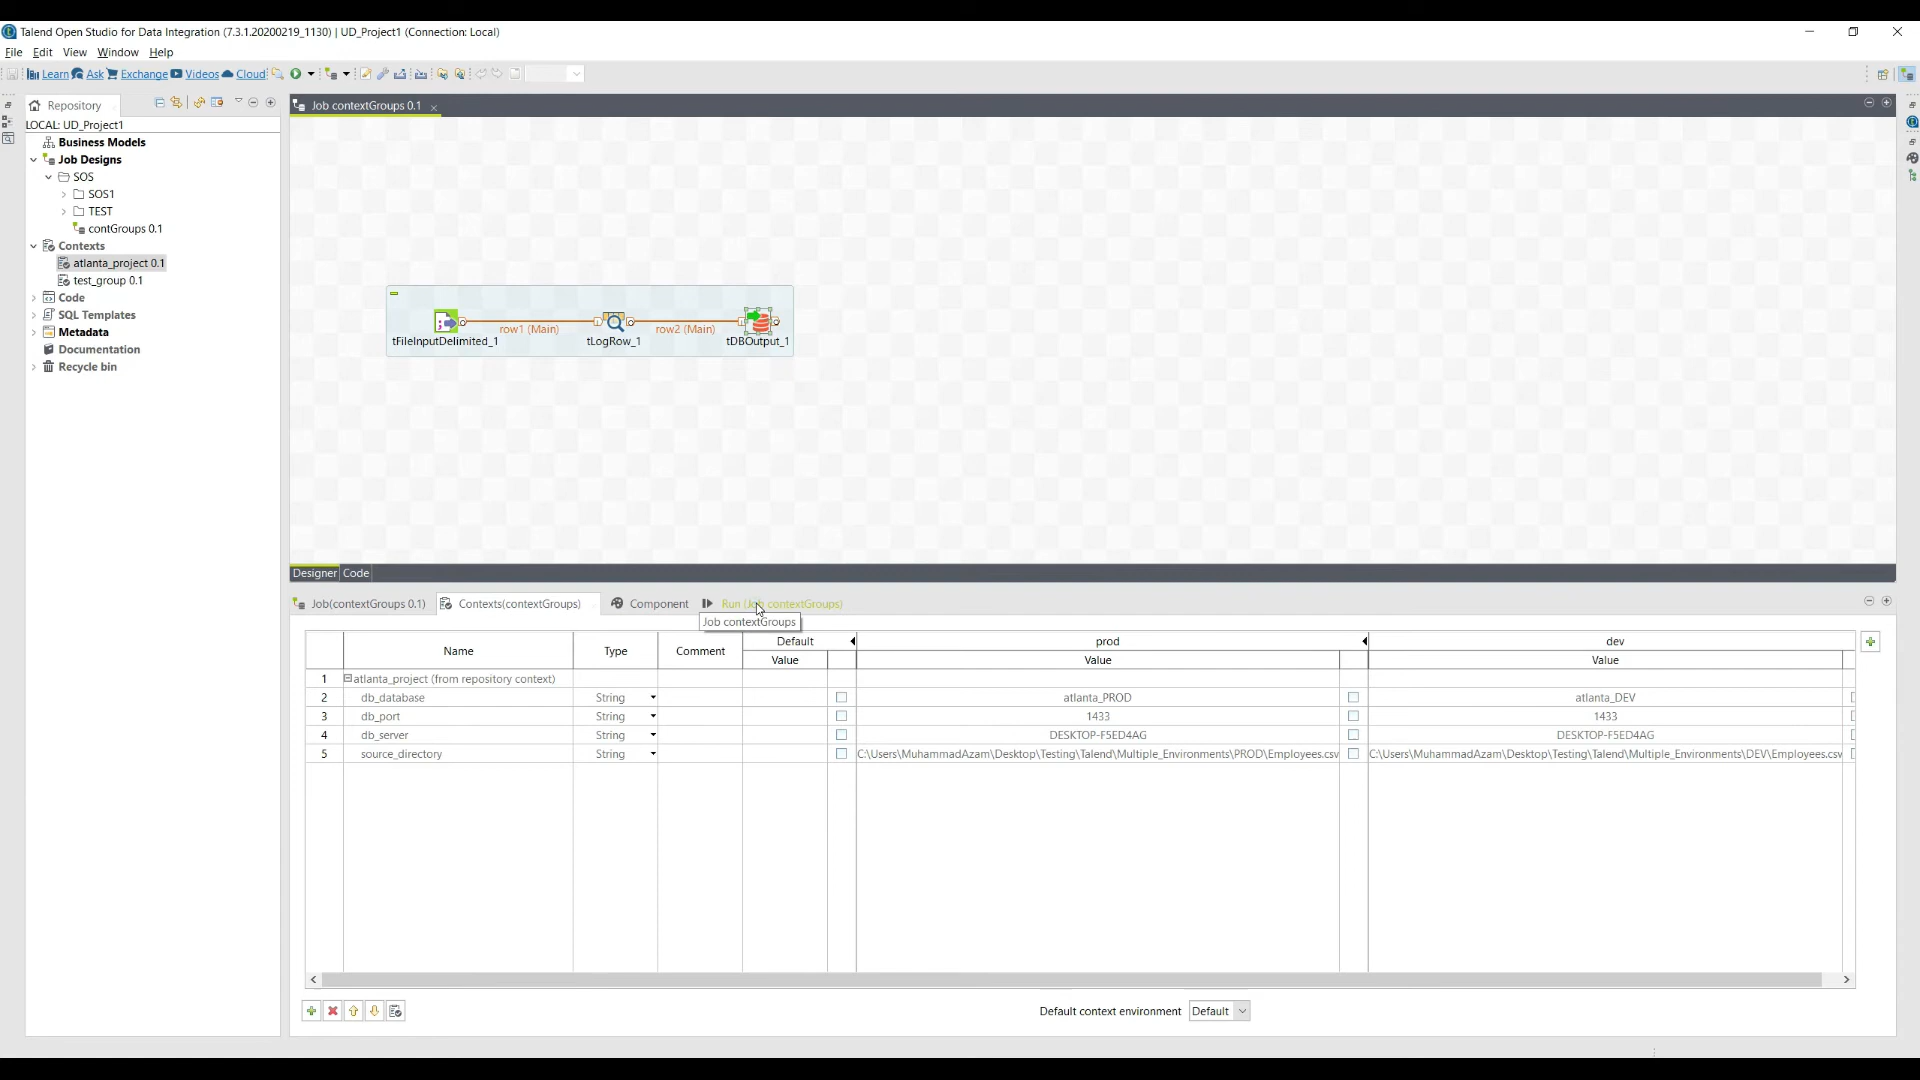 Talend Open Studio for Data Integration (7.3.1.20200219_1130) | UD_Project1 (Connection: Local)
File Edit View Window Help
Learn Ask Exchange Videos Cloud!
Repository
Job contextGroups 0.1
LOCAL: UD_Project1
Business Models
Job Designs
SOS
SOS1
TEST
contGroups 0.1
Contexts
atlanta_project 0.1
test_group 0.1
Code
SQL Templates
Metadata
Documentation
Recycle bin
row1 (Main)
row2 (Main)
tFileInputDelimited_1
tLogRow_1
tDBOutput_1
Designer Code
Job(contextGroups 0.1)
Contexts(contextGroups)
Component
Run (Job contextGroups)
Job contextGroups
Name Type Comment Default prod dev
Value Value Value
1 atlanta_project (from repository context)
2 db_database String atlanta_PROD atlanta_DEV
3 db_port String 1433 1433
4 db_server String DESKTOP-F5ED4AG DESKTOP-F5ED4AG
5 source_directory String C:\Users\MuhammadAzam\Desktop\Testing\Talend\Multiple_Environments\PROD\Employees.csv C:\Users\MuhammadAzam\Desktop\Testing\Talend\Multiple_Environments\DEV\Employees.csv
Default context environment Default